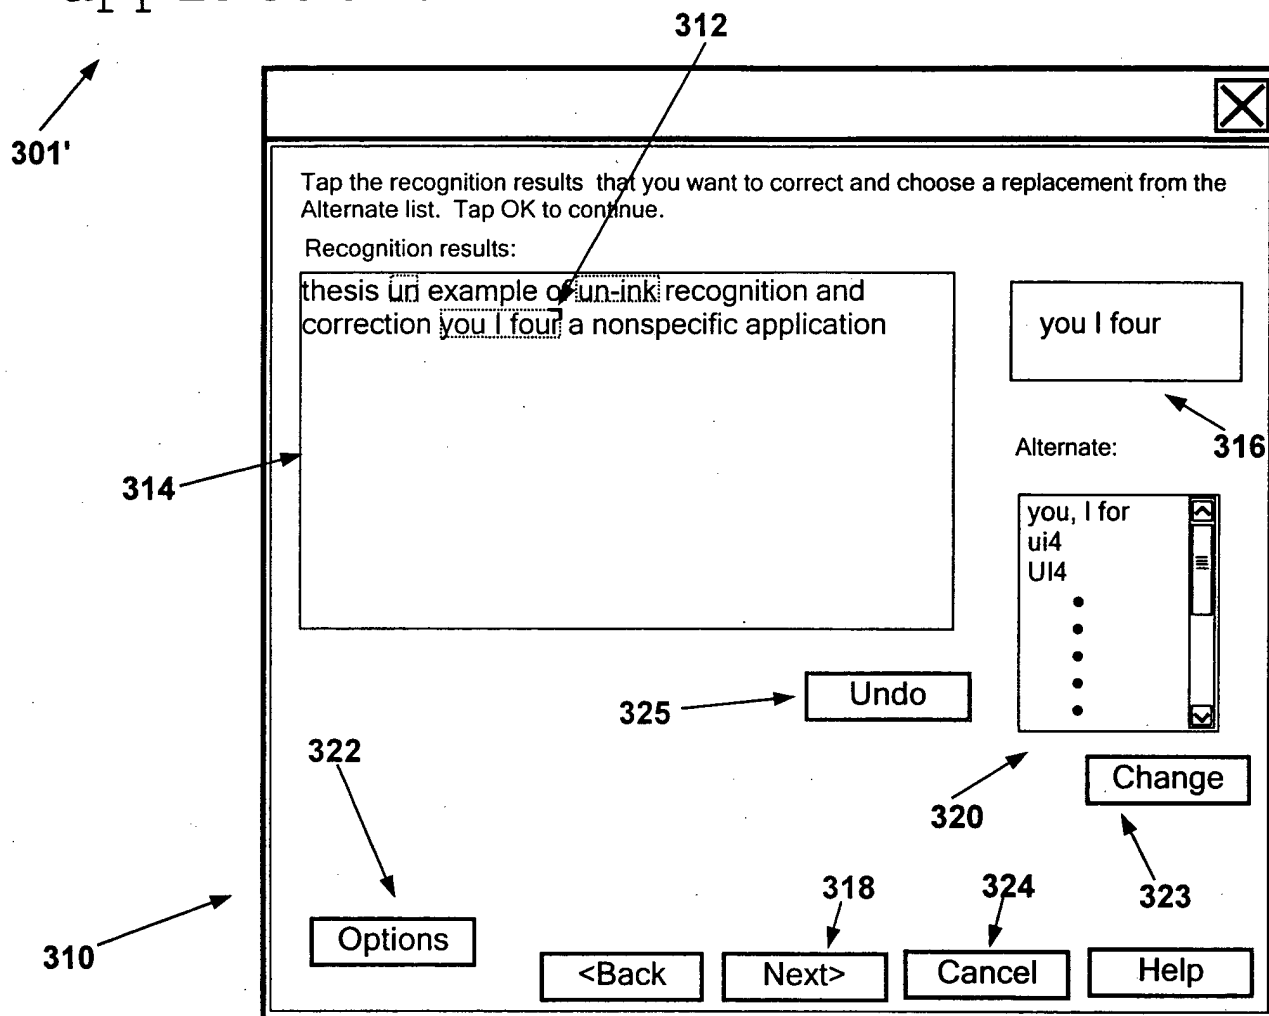 312
301'
Tap the recognition results that you want to correct and choose a replacement from the
Alternate list. Tap OK to continue.
Recognition results:
thesis un example of un-ink recognition and
correction you I four a nonspecific application
you I four
316
Alternate:
314
you, I for
ui4
UI4
325
Undo
322
320
Change
323
318
324
310
Options
<Back
Next>
Cancel
Help